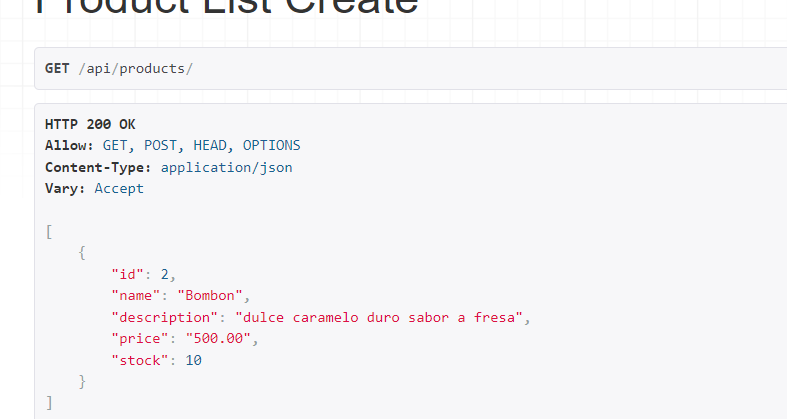 Product List Create
GET /api/products/
HTTP 200 OK
Allow: GET, POST, HEAD, OPTIONS
Content-Type: application/json
Vary: Accept
[
    {
        "id": 2,
        "name": "Bombon",
        "description": "dulce caramelo duro sabor a fresa",
        "price": "500.00",
        "stock": 10
    }
]